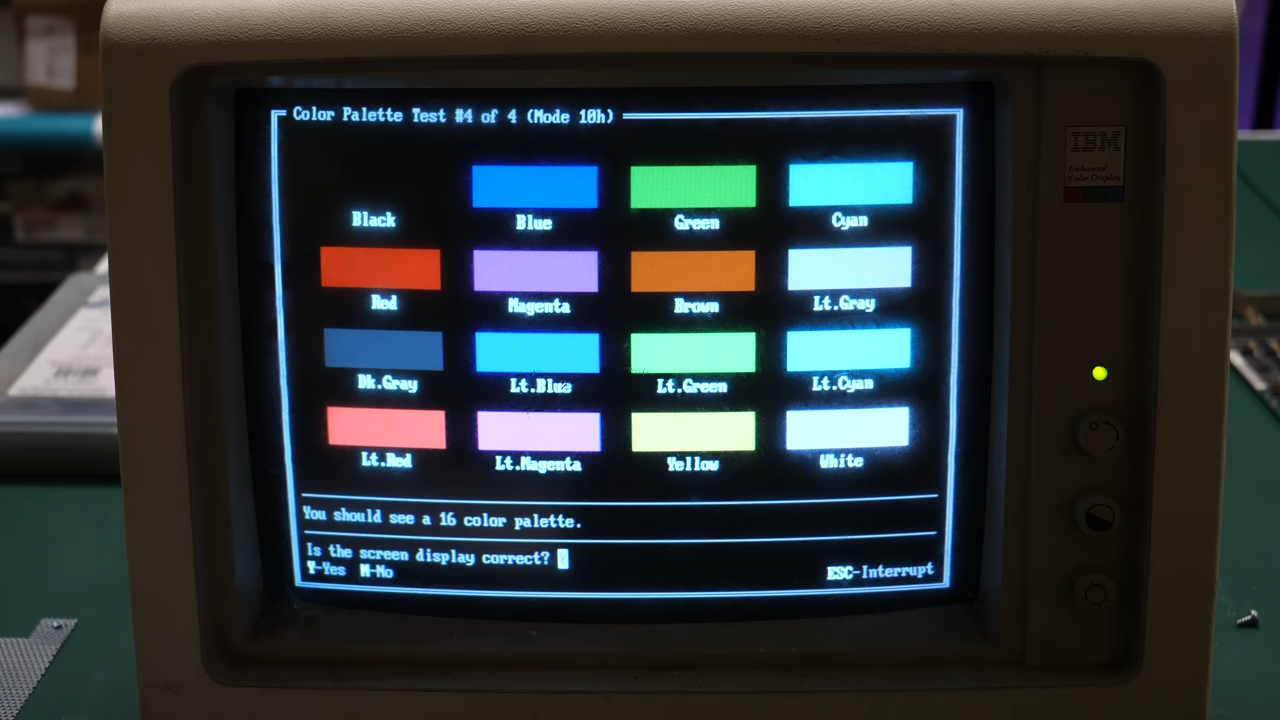 Color Palette Test #4 of 4 (Mode 10h)
IBM
Enhanced
Color Display
Black Blue Green Cyan
Red Magenta Brown Lt.Gray
Dk.Gray Lt.Blue Lt.Green Lt.Cyan
Lt.Red Lt.Magenta Yellow White
You should see a 16 color palette.
Is the screen display correct?
Y-Yes N-No ESC-Interrupt